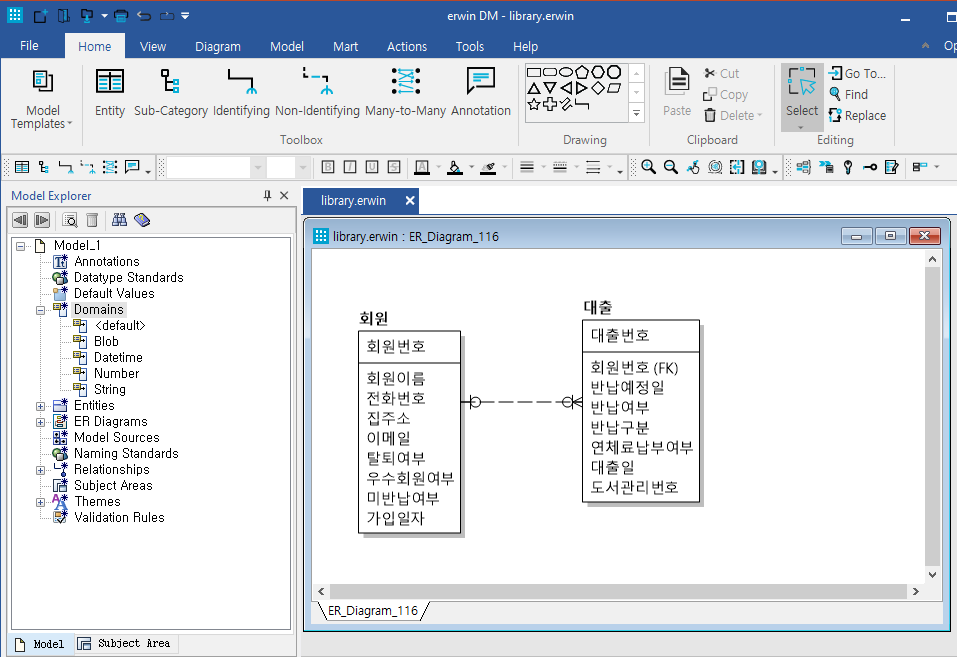 erwin DM - library.erwin
File Home View Diagram Model Mart Actions Tools Help Op
Model Templates
Entity Sub-Category Identifying Non-Identifying Many-to-Many Annotation
Toolbox
Drawing
Paste Cut
Copy
Delete
Clipboard
Select Go To...
Find
Replace
Editing
B I U S A
Model Explorer
Model_1
Annotations
Datatype Standards
Default Values
Domains
<default>
Blob
Datetime
Number
String
Entities
ER Diagrams
Model Sources
Naming Standards
Relationships
Subject Areas
Themes
Validation Rules
Model Subject Area
library.erwin
library.erwin : ER_Diagram_116
회원
회원번호
회원이름
전화번호
집주소
이메일
탈퇴여부
우수회원여부
미반납여부
가입일자
대출
대출번호
회원번호 (FK)
반납예정일
반납여부
반납구분
연체료납부여부
대출일
도서관리번호
ER_Diagram_116